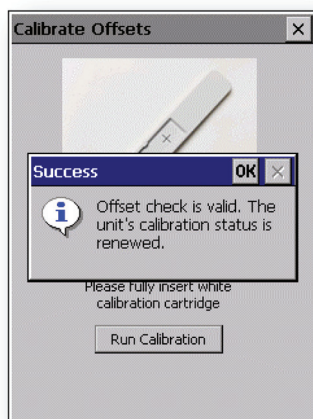 Calibrate Offsets
Success OK
Offset check is valid. The
unit's calibration status is
renewed.
Please fully insert white
calibration cartridge
Run Calibration